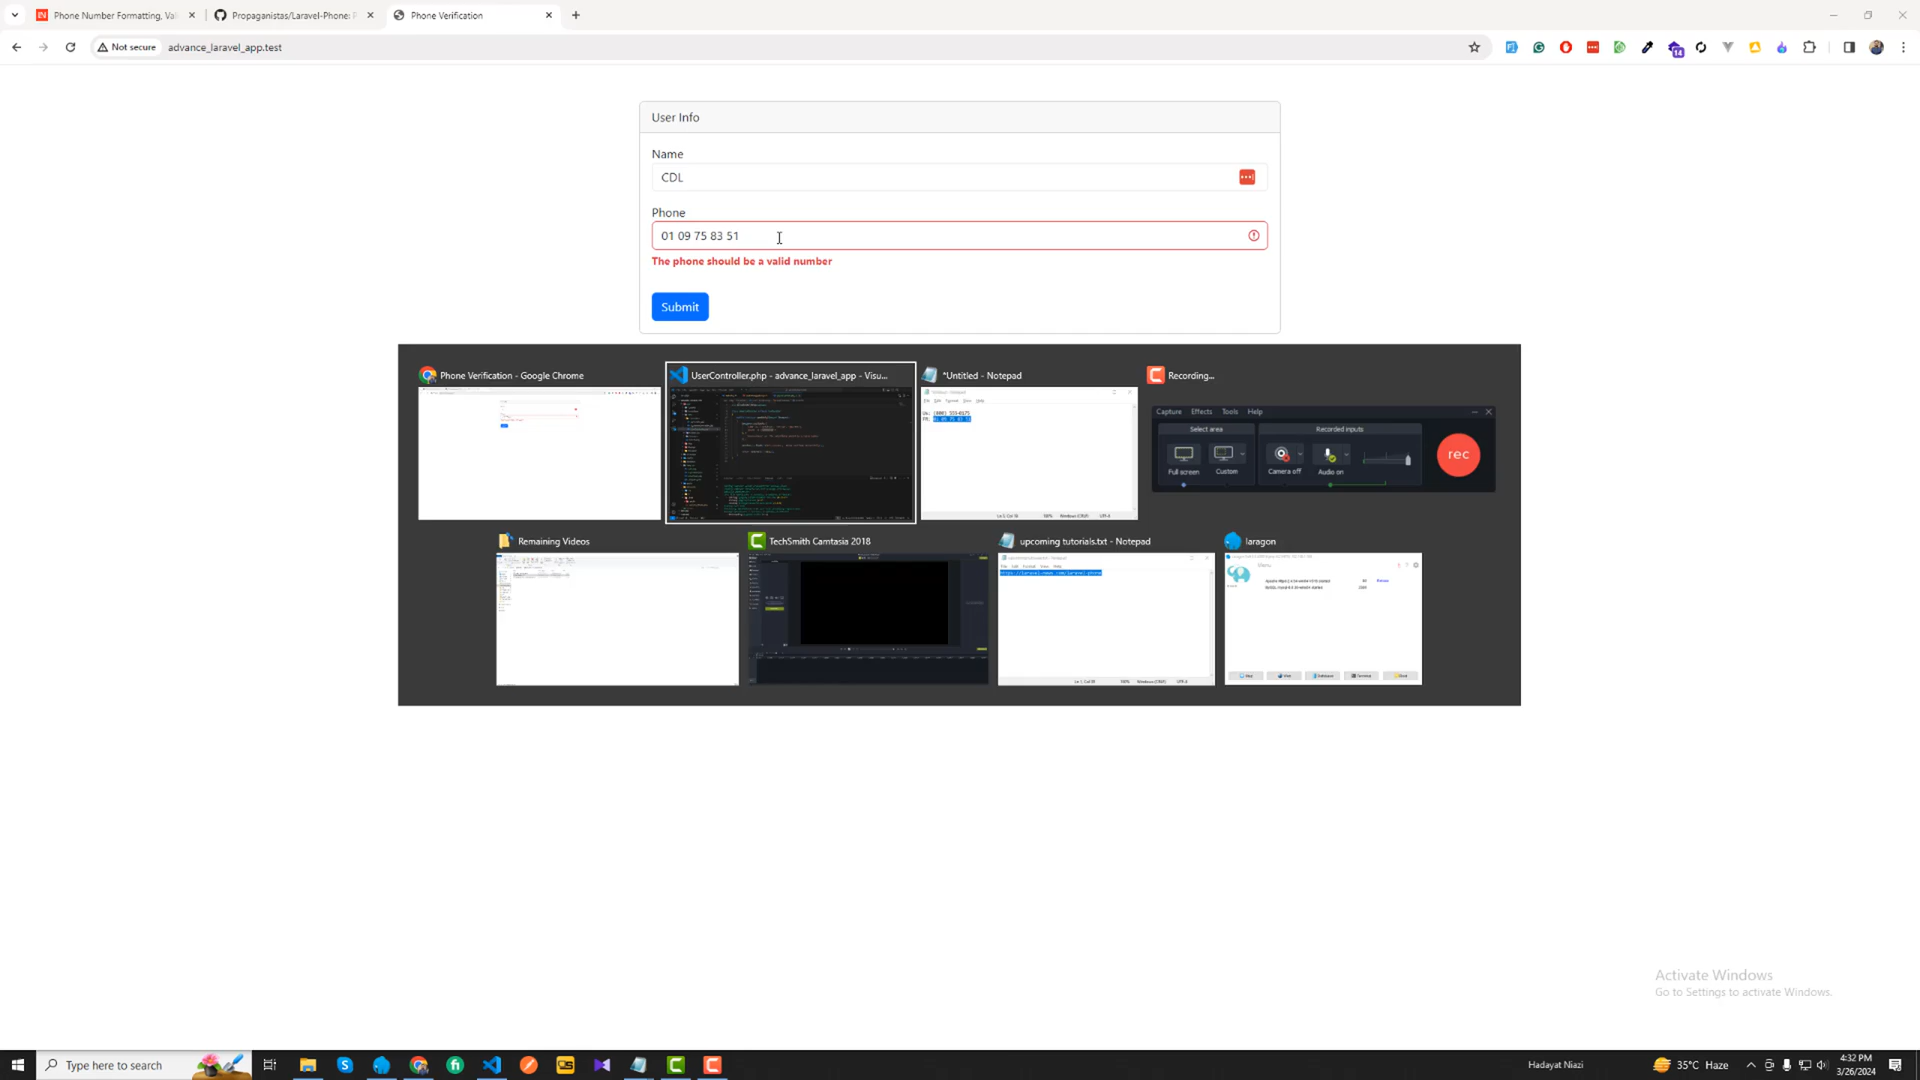 Phone Number Formatting, Val
Propaganistas/Laravel-Phone: P
Phone Verification
Not secure
advance_laravel_app.test
14
User Info
Name
CDL
Phone
01 09 75 83 51
The phone should be a valid number
Submit
Phone Verification - Google Chrome
UserController.php - advance_laravel_app - Visu...
*Untitled - Notepad
Recording...
Capture Effects Tools Help
Select area
Recorded inputs
Full screen
Custom
Camera off
Audio on
rec
Remaining Videos
TechSmith Camtasia 2018
upcoming tutorials.txt - Notepad
laragon
Activate Windows
Go to Settings to activate Windows.
Type here to search
Hadayat Niazi
35°C Haze
4:32 PM
3/26/2024